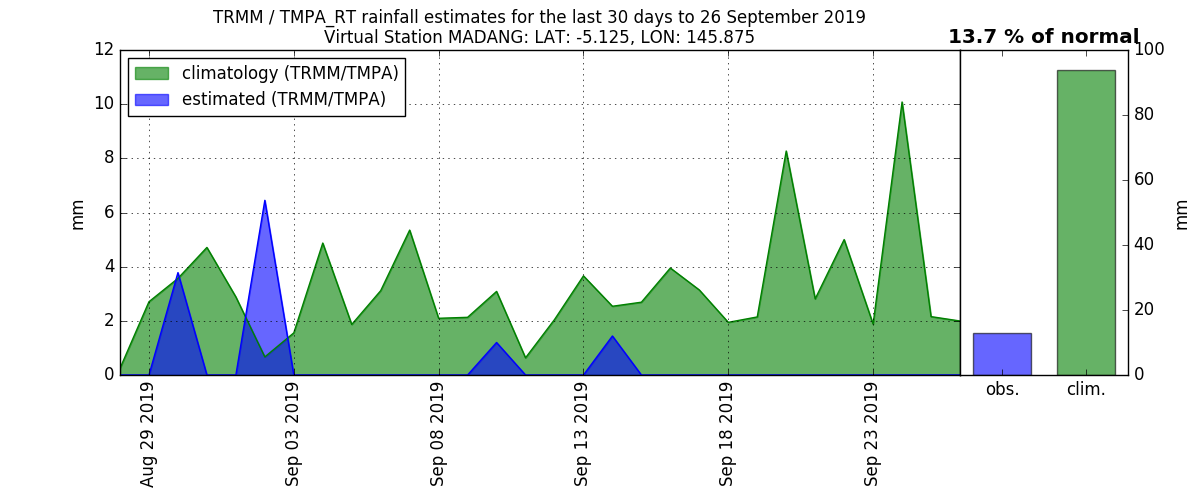 TRMM / TMPA_RT rainfall estimates for the last 30 days to 26 September 2019
Virtual Station MADANG: LAT: -5.125, LON: 145.875
13.7 % of normal
climatology (TRMM/TMPA)
estimated (TRMM/TMPA)
12
10
8
6
4
2
0
mm
Aug 29 2019
Sep 03 2019
Sep 08 2019
Sep 13 2019
Sep 18 2019
Sep 23 2019
100
80
60
40
20
0
mm
obs.
clim.